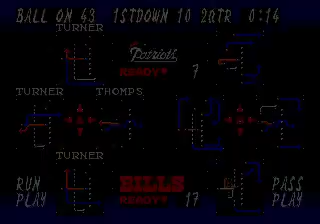 BALL ON 43 1STDOWN 10 2QTR 0:14
TURNER
Patriots
READY?
7
TURNER THOMPS
TURNER
BILLS
RUN PASS
PLAY READY? 17 PLAY